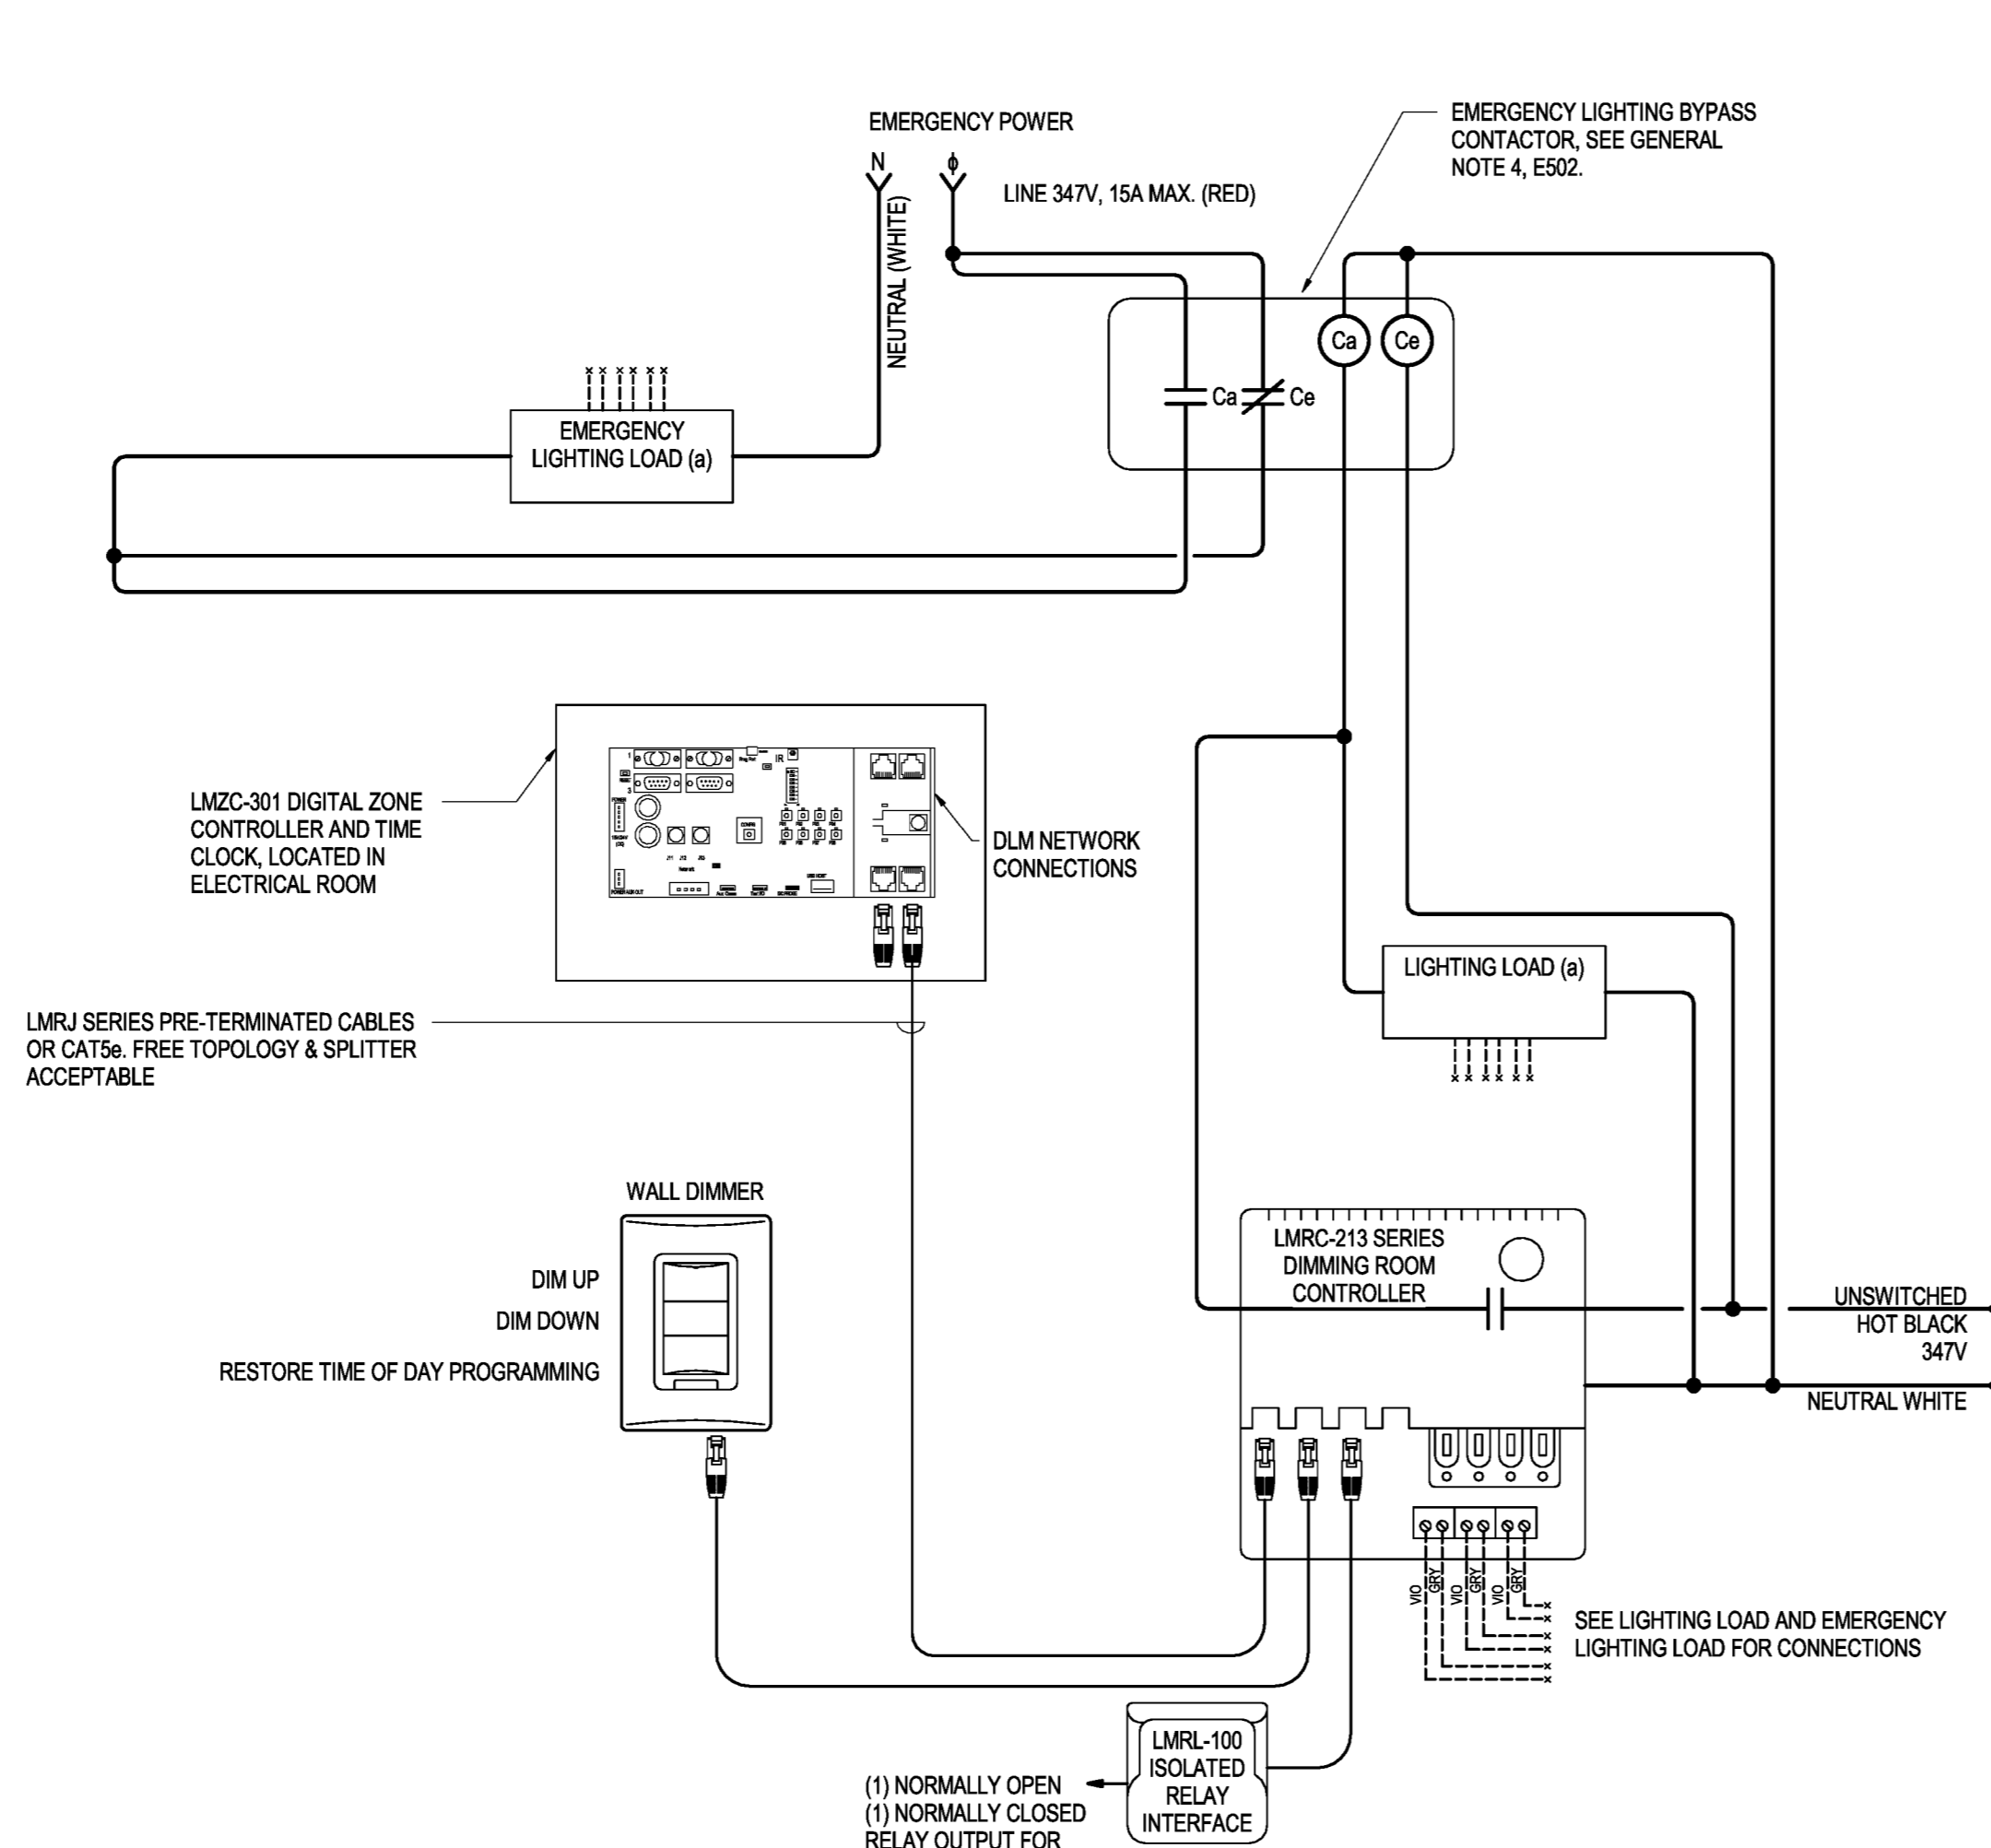 EMERGENCY POWER
N
ϕ
LINE 347V, 15A MAX. (RED)
NEUTRAL (WHITE)
EMERGENCY LIGHTING BYPASS
CONTACTOR, SEE GENERAL
NOTE 4, E502.
Ca
Ce
Ca
Ce
EMERGENCY
LIGHTING LOAD (a)
LMZC-301 DIGITAL ZONE
CONTROLLER AND TIME
CLOCK, LOCATED IN
ELECTRICAL ROOM
1
3
IR
DLM NETWORK
CONNECTIONS
LMRJ SERIES PRE-TERMINATED CABLES
OR CAT5e. FREE TOPOLOGY & SPLITTER
ACCEPTABLE
LIGHTING LOAD (a)
WALL DIMMER
DIM UP
DIM DOWN
RESTORE TIME OF DAY PROGRAMMING
LMRC-213 SERIES
DIMMING ROOM
CONTROLLER
UNSWITCHED
HOT BLACK
347V
NEUTRAL WHITE
VIO
GRY
VIO
GRY
VIO
GRY
SEE LIGHTING LOAD AND EMERGENCY
LIGHTING LOAD FOR CONNECTIONS
LMRL-100
ISOLATED
RELAY
INTERFACE
(1) NORMALLY OPEN
(1) NORMALLY CLOSED
RELAY OUTPUT FOR